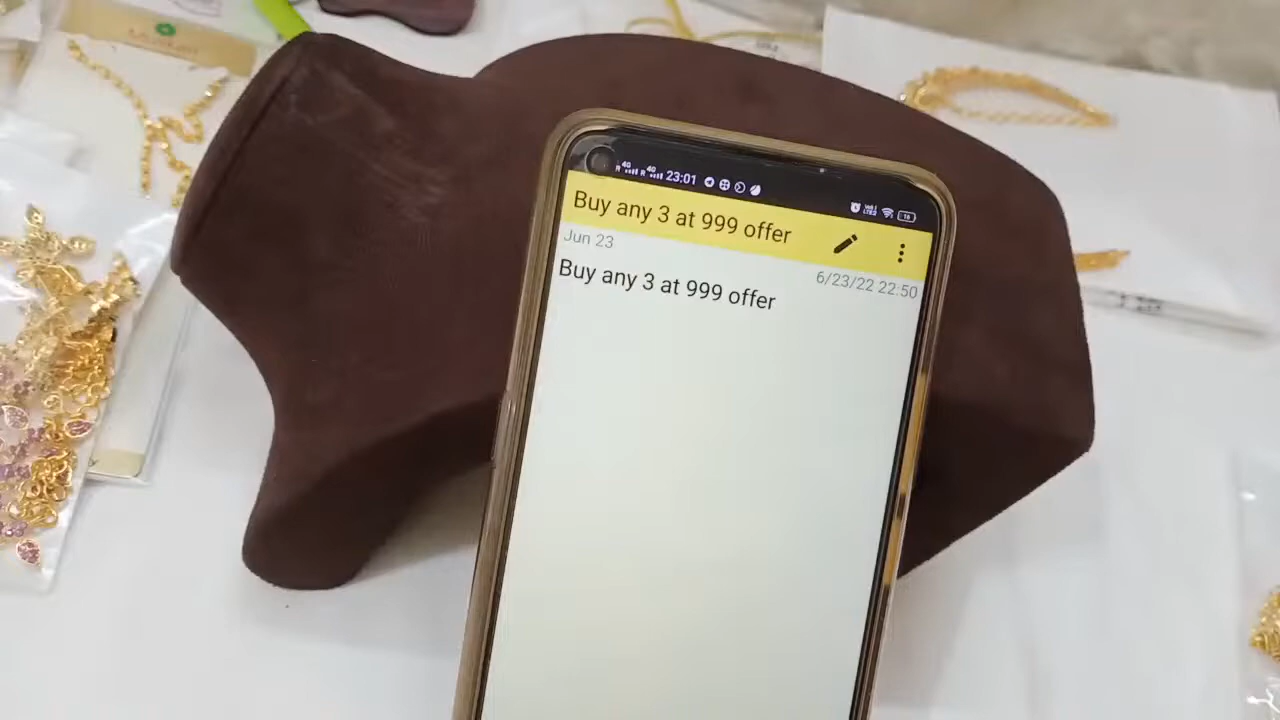 23:01
Buy any 3 at 999 offer
Jun 23
6/23/22 22:50
Buy any 3 at 999 offer